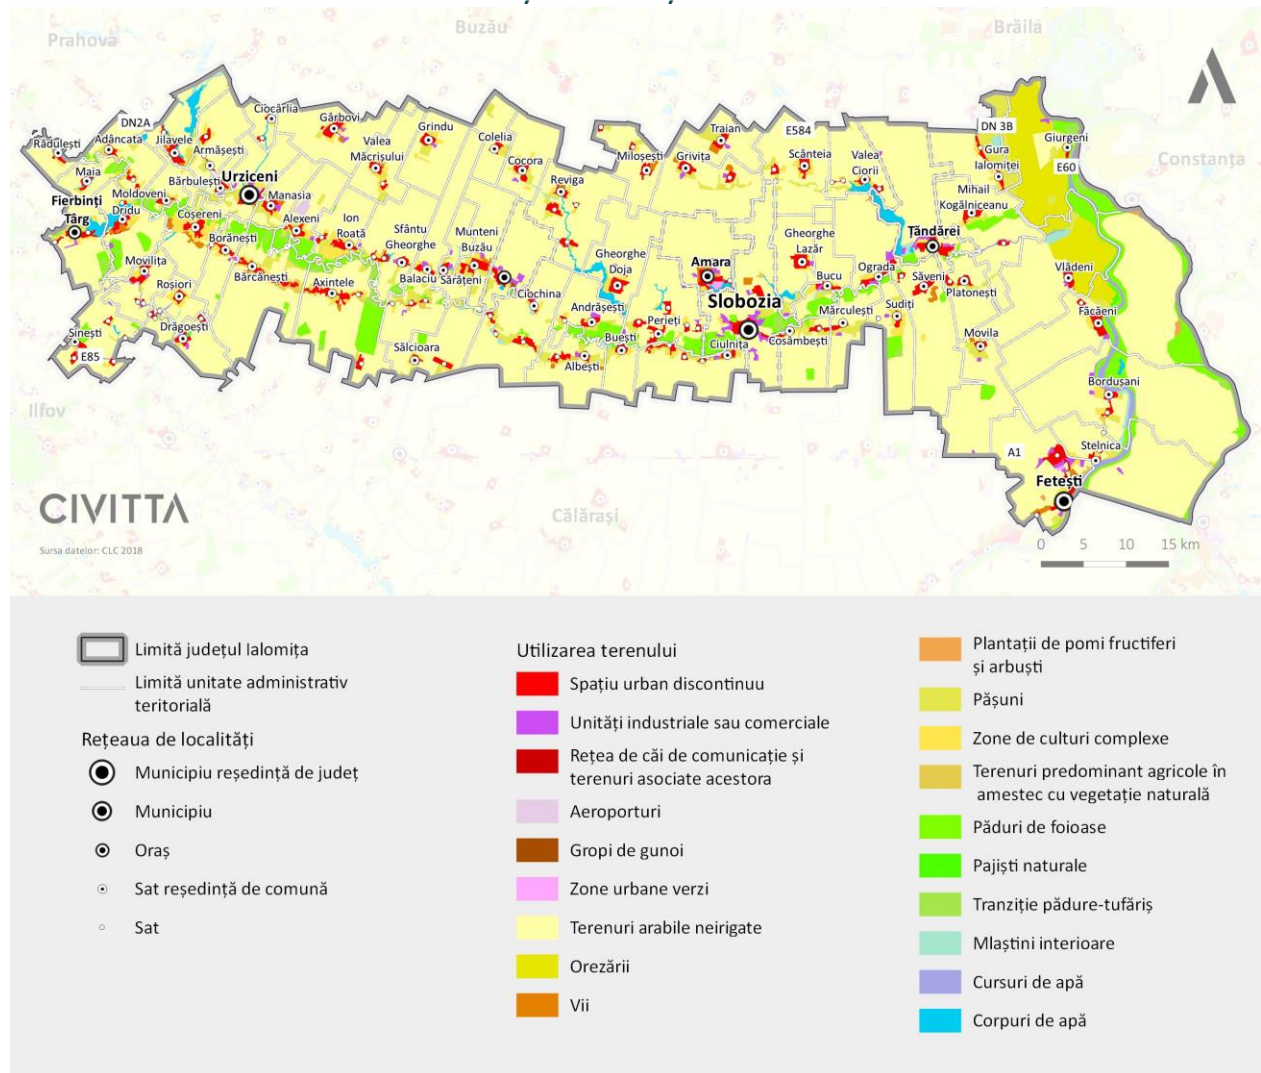 Prahova
Buzău
Brăila
Constanța
Ilfov
Călărași
DN2A
Ciocârlia
Gârbovi
Grindu
Traian
E584
DN 3B
Giurgeni
Rădulești
Adâncata
Jilavele
Armășești
Valea
Măcrișului
Colelia
Cocora
Miloșești
Grivița
Scânteia
Valea
Ciorii
Gura
Ialomiței
E60
Maia
Moldoveni
Bărbulești
Urziceni
Manasia
Reviga
Mihail
Kogălniceanu
Fierbinți
Târg
Dridu
Coșereni
Alexeni
Ion
Roată
Sfântu
Gheorghe
Munteni
Buzău
Gheorghe
Doja
Amara
Gheorghe
Lazăr
Țăndărei
Borănești
Movilița
Bărcănești
Axintele
Balaciu
Sărățeni
Ciochina
Bucu
Ograda
Săveni
Platonești
Vlădeni
Roșiori
Andrășești
Perieți
Slobozia
Mărculești
Sudiți
Făcăeni
Sinești
Drăgoești
E85
Sălcioara
Buești
Albești
Ciulnița
Cosâmbești
Movila
Bordușani
A1
Stelnica
Fetești
CIVITTA
Sursa datelor: CLC 2018
0 5 10 15 km
Limită județul Ialomița
Limită unitate administrativ
teritorială
Rețeaua de localități
Municipiu reședință de județ
Municipiu
Oraș
Sat reședință de comună
Sat
Utilizarea terenului
Spațiu urban discontinuu
Unități industriale sau comerciale
Rețea de căi de comunicație și
terenuri asociate acestora
Aeroporturi
Gropi de gunoi
Zone urbane verzi
Terenuri arabile neirigate
Orezării
Vii
Plantații de pomi fructiferi
și arbuști
Pășuni
Zone de culturi complexe
Terenuri predominant agricole în
amestec cu vegetație naturală
Păduri de foioase
Pajiști naturale
Tranziție pădure-tufăriș
Mlaștini interioare
Cursuri de apă
Corpuri de apă